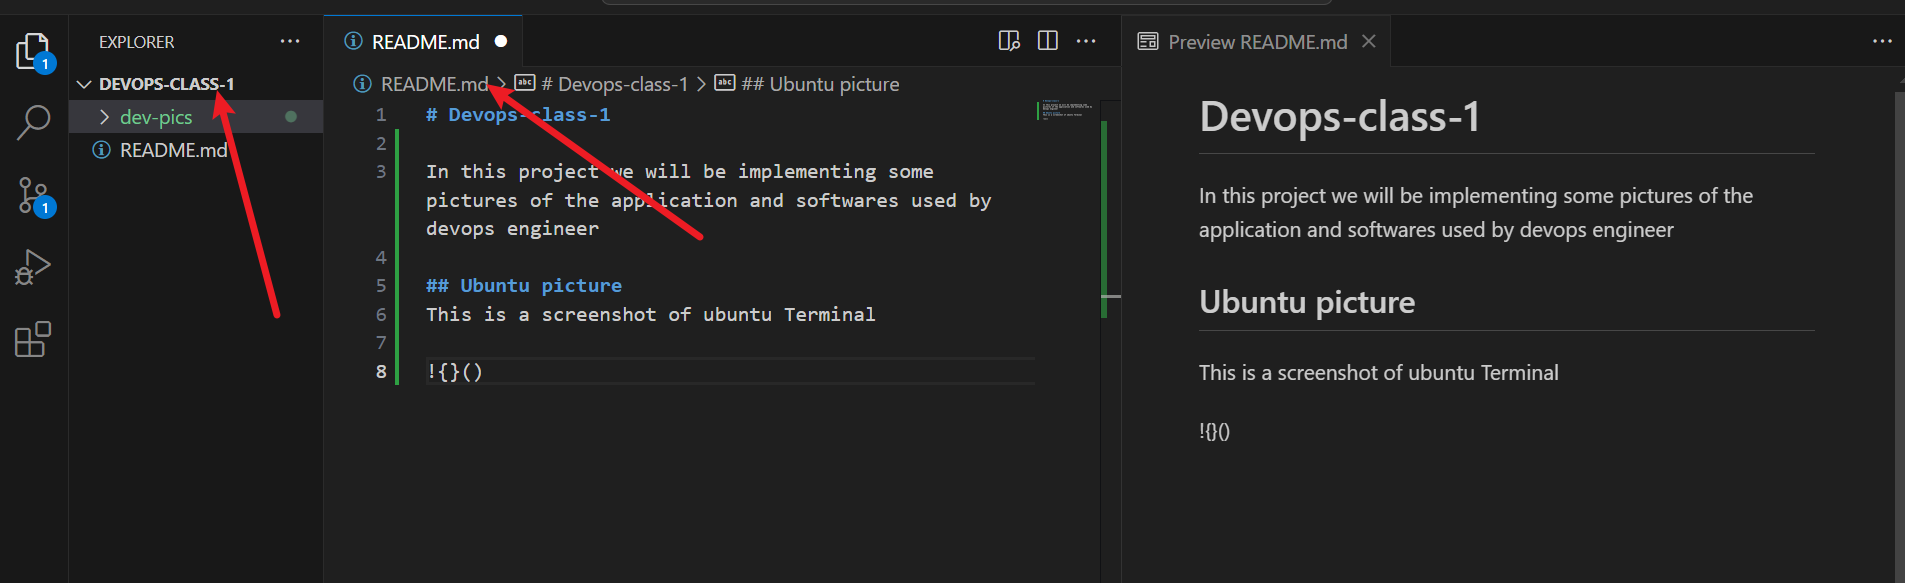 1
1
EXPLORER
DEVOPS-CLASS-1
dev-pics
README.md
README.md
README.md > # Devops-class-1 > ## Ubuntu picture
1 # Devops-class-1
2
3 In this project we will be implementing some
pictures of the application and softwares used by
devops engineer
4
5 ## Ubuntu picture
6 This is a screenshot of ubuntu Terminal
7
8 !{}()
Preview README.md
Devops-class-1
In this project we will be implementing some pictures of the
application and softwares used by devops engineer
Ubuntu picture
This is a screenshot of ubuntu Terminal
!{}()